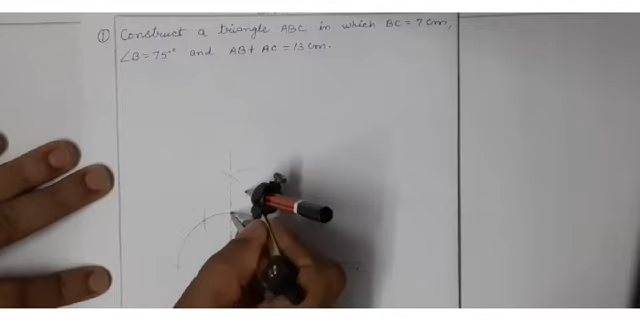 ① Construct a triangle ABC in which BC = 7 cm,
∠B = 75° and AB + AC = 13 cm.